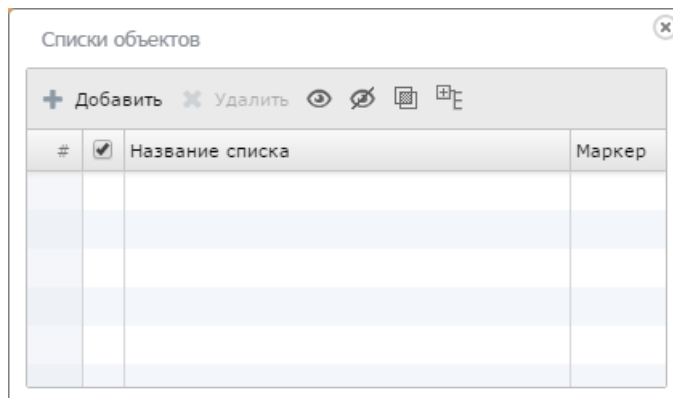 Списки объектов
Добавить Удалить
# Название списка Маркер